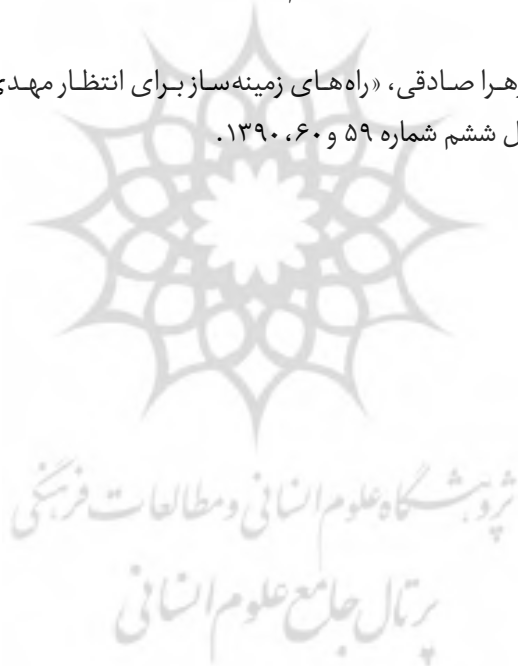 زهـرا صـادقی، «راه‌هـای زمینه‌سـاز بـرای انتظـار مهـدی
ششم شماره ۵۹ و ۶۰، ۱۳۹۰.
پژوهشگاه علوم انسانی و مطالعات فرهنگی
پرتال جامع علوم انسانی